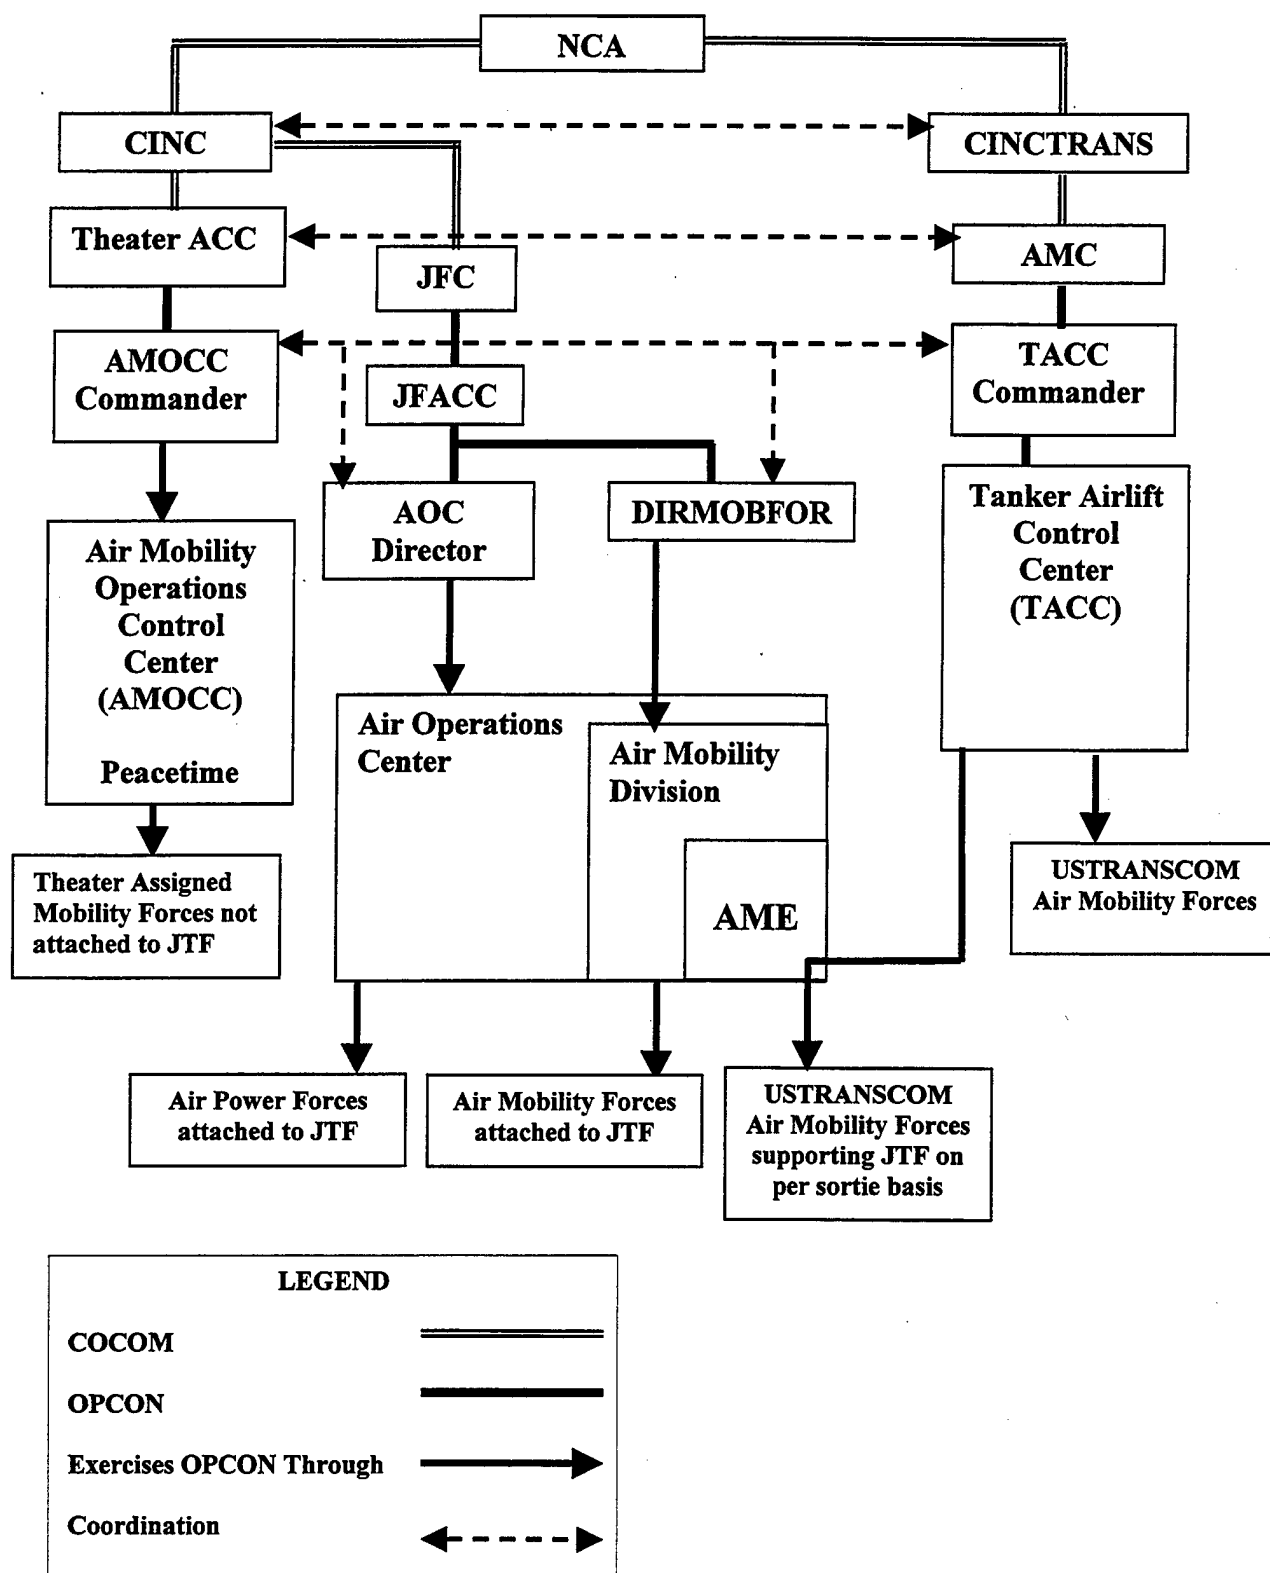 NCA
CINC
CINCTRANS
Theater ACC
JFC
AMC
AMOCC
Commander
JFACC
TACC
Commander
AOC
Director
DIRMOBFOR
Tanker Airlift
Control
Center
(TACC)
Air Mobility
Operations
Control
Center
(AMOCC)
Peacetime
Air Operations
Center
Air Mobility
Division
AME
Theater Assigned
Mobility Forces not
attached to JTF
USTRANSCOM
Air Mobility Forces
Air Power Forces
attached to JTF
Air Mobility Forces
attached to JTF
USTRANSCOM
Air Mobility Forces
supporting JTF on
per sortie basis
LEGEND
COCOM
OPCON
Exercises OPCON Through
Coordination